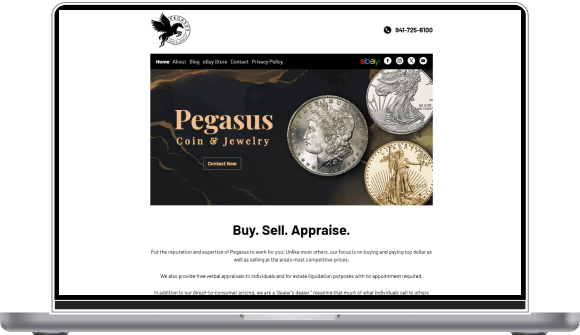 PEGASUS
941-725-6100
Home About Blog eBay Store Contact Privacy Policy
ebay
Pegasus
Coin & Jewelry
Contact Now
Buy. Sell. Appraise.
Put the reputation and expertise of Pegasus to work for you! Unlike most others, our focus is on buying and paying top dollar as
well as selling at the area's most competitive prices.
We also provide free verbal appraisals to individuals and for estate liquidation purposes with no appointment required.
In addition to our direct-to-consumer pricing, we are a "dealer's dealer," meaning that much of what individuals sell to others